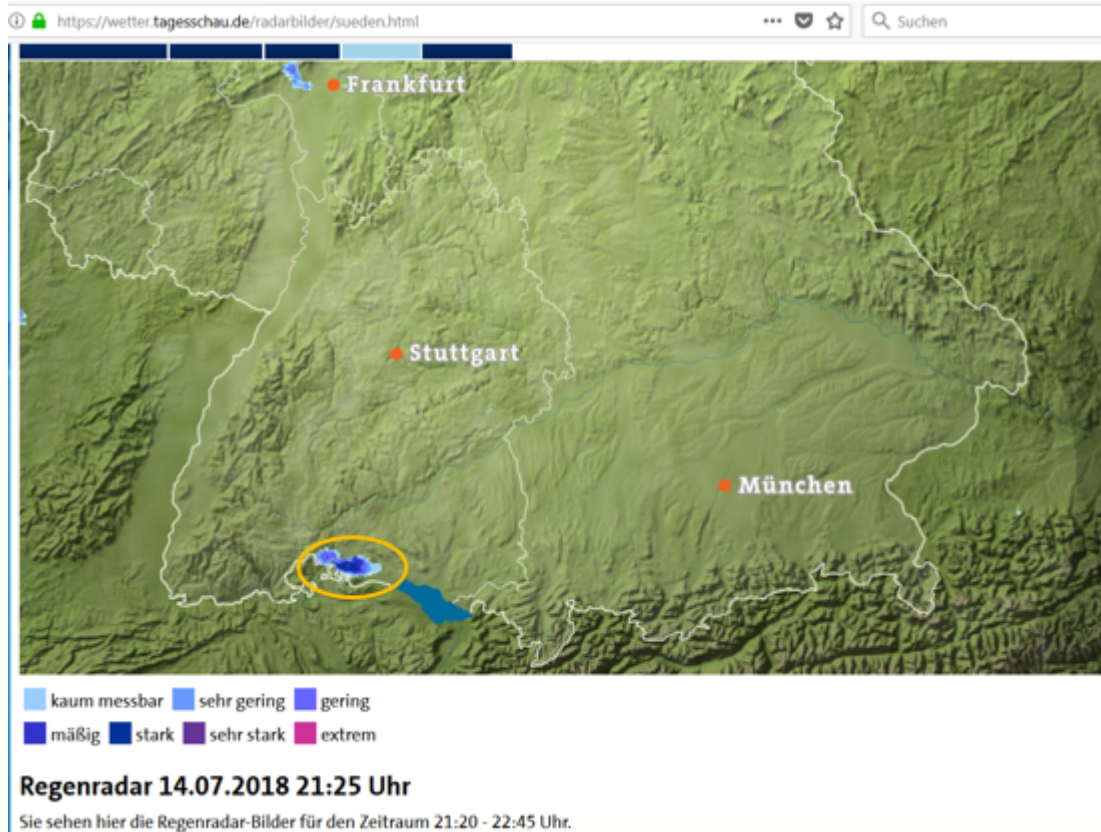 https://wetter.tagesschau.de/radarbilder/sueden.html
Suchen
Frankfurt
Stuttgart
München
kaum messbar sehr gering gering
mäßig stark sehr stark extrem
Regenradar 14.07.2018 21:25 Uhr
Sie sehen hier die Regenradar-Bilder für den Zeitraum 21:20 - 22:45 Uhr.